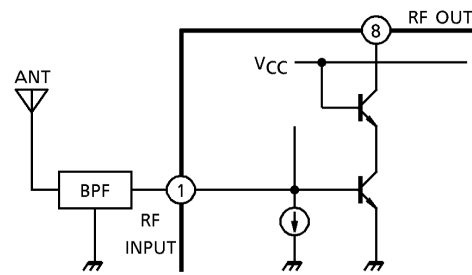 8 RF OUT
VCC
ANT
BPF
1
RF
INPUT